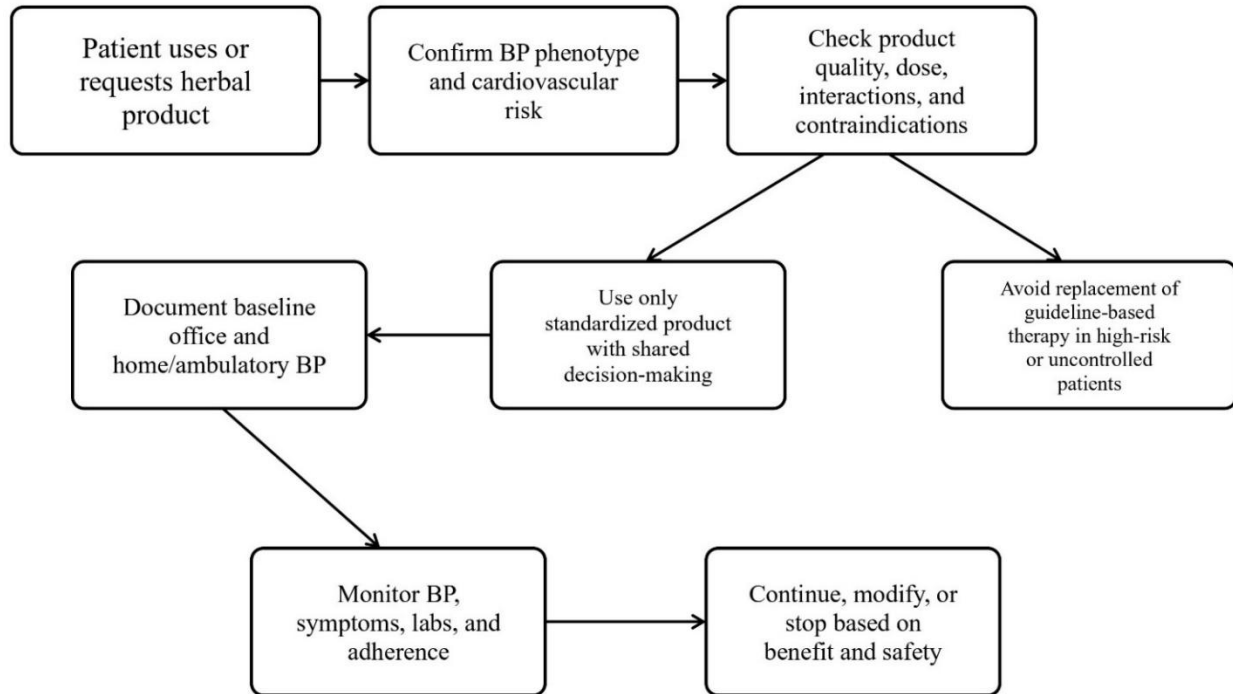 Patient uses or
requests herbal
product
Confirm BP phenotype
and cardiovascular
risk
Check product
quality, dose,
interactions, and
contraindications
Document baseline
office and
home/ambulatory BP
Use only
standardized product
with shared
decision-making
Avoid replacement of
guideline-based
therapy in high-risk
or uncontrolled
patients
Monitor BP,
symptoms, labs, and
adherence
Continue, modify, or
stop based on
benefit and safety